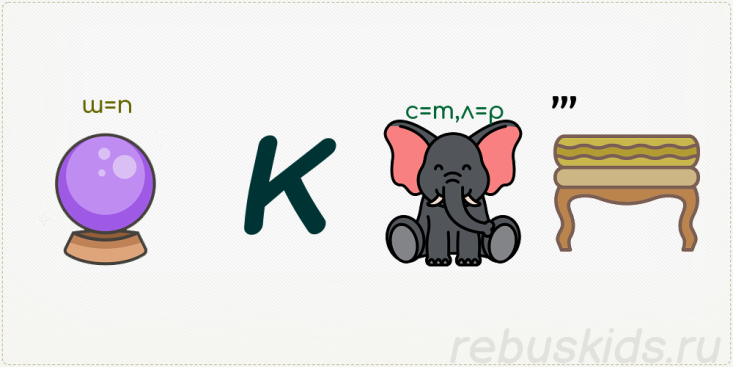 ш=п
К
с=т,л=р
,,,
rebuskids.ru